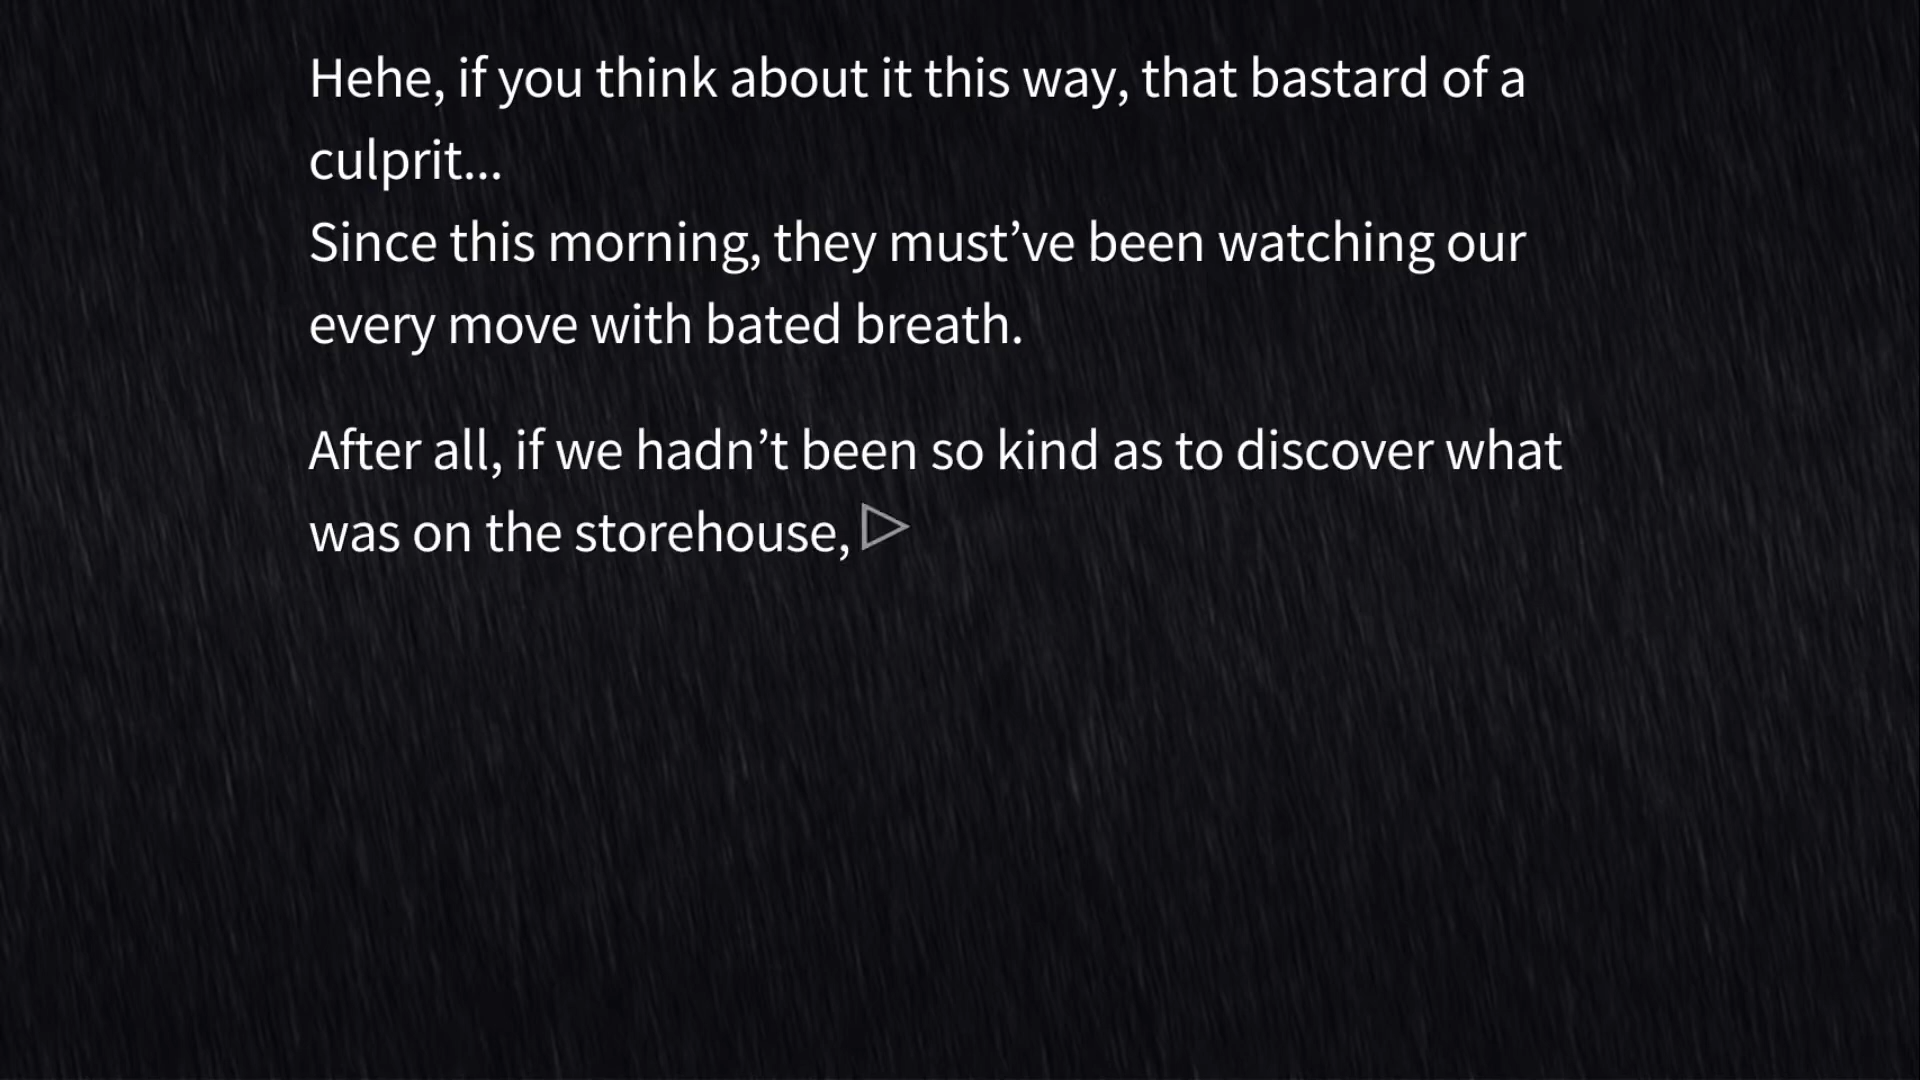 Hehe, if you think about it this way, that bastard of a
culprit...
Since this morning, they must’ve been watching our
every move with bated breath.
After all, if we hadn’t been so kind as to discover what
was on the storehouse,